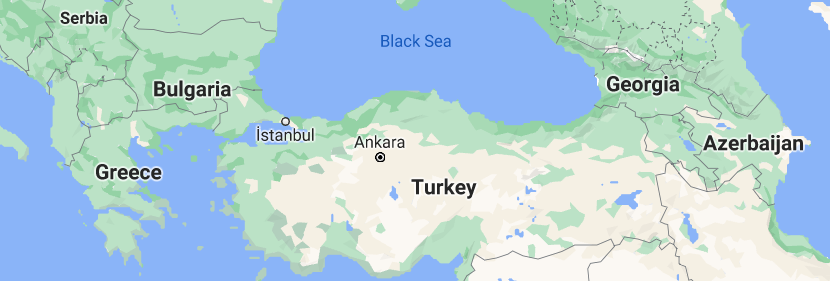 Serbia
Black Sea
Bulgaria
Georgia
İstanbul
Ankara
Azerbaijan
Greece
Turkey